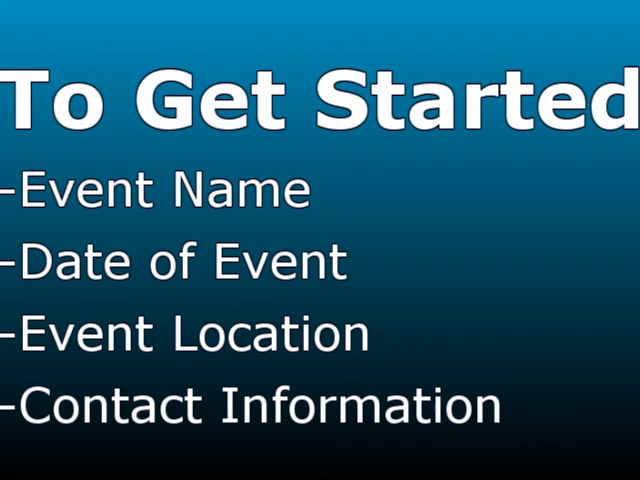 To Get Started
-Event Name
-Date of Event
-Event Location
-Contact Information